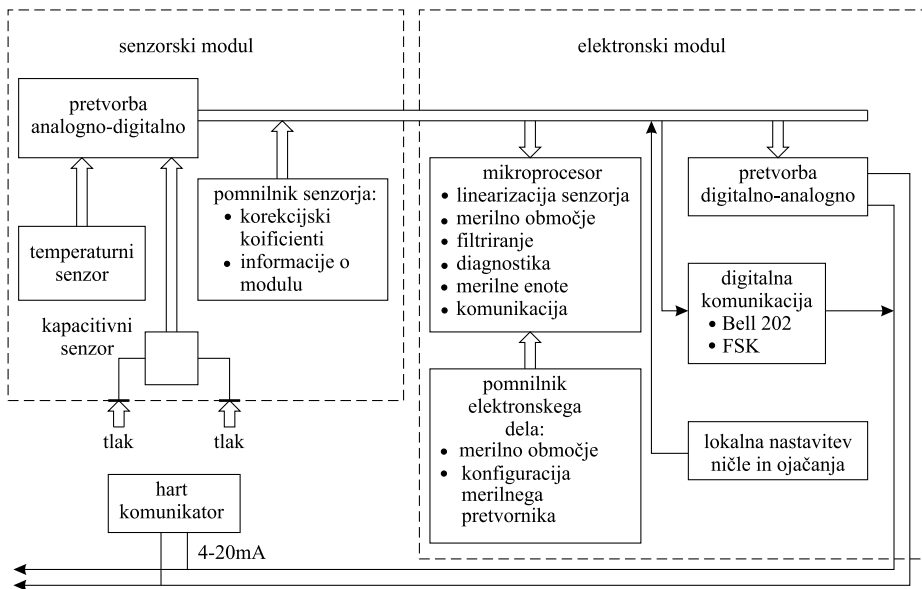 senzorski modul
elektronski modul
pretvorba
analogno-digitalno
pomnilnik senzorja:
• korekcijski
koificienti
• informacije o
modulu
temperaturni
senzor
kapacitivni
senzor
tlak
tlak
mikroprocesor
• linearizacija senzorja
• merilno območje
• filtriranje
• diagnostika
• merilne enote
• komunikacija
pretvorba
digitalno-analogno
digitalna
komunikacija
• Bell 202
• FSK
pomnilnik
elektronskega
dela:
• merilno območje
• konfiguracija
merilnega
pretvornika
lokalna nastavitev
ničle in ojačanja
hart
komunikator
4-20mA